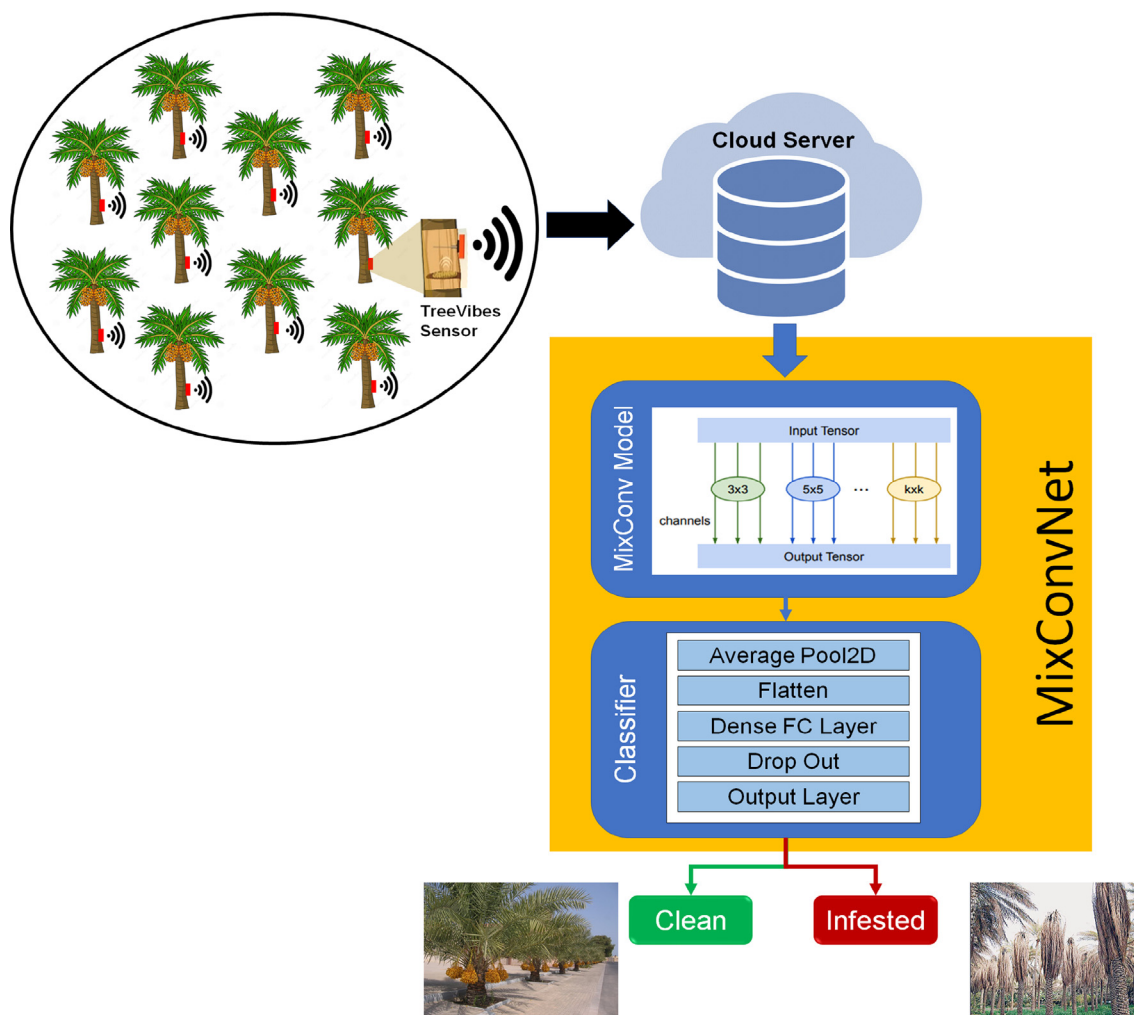 Cloud Server
TreeVibes
Sensor
MixConv Model
Input Tensor
3x3
5x5
...
kxk
channels
Output Tensor
MixConvNet
Classifier
Average Pool2D
Flatten
Dense FC Layer
Drop Out
Output Layer
Clean
Infested